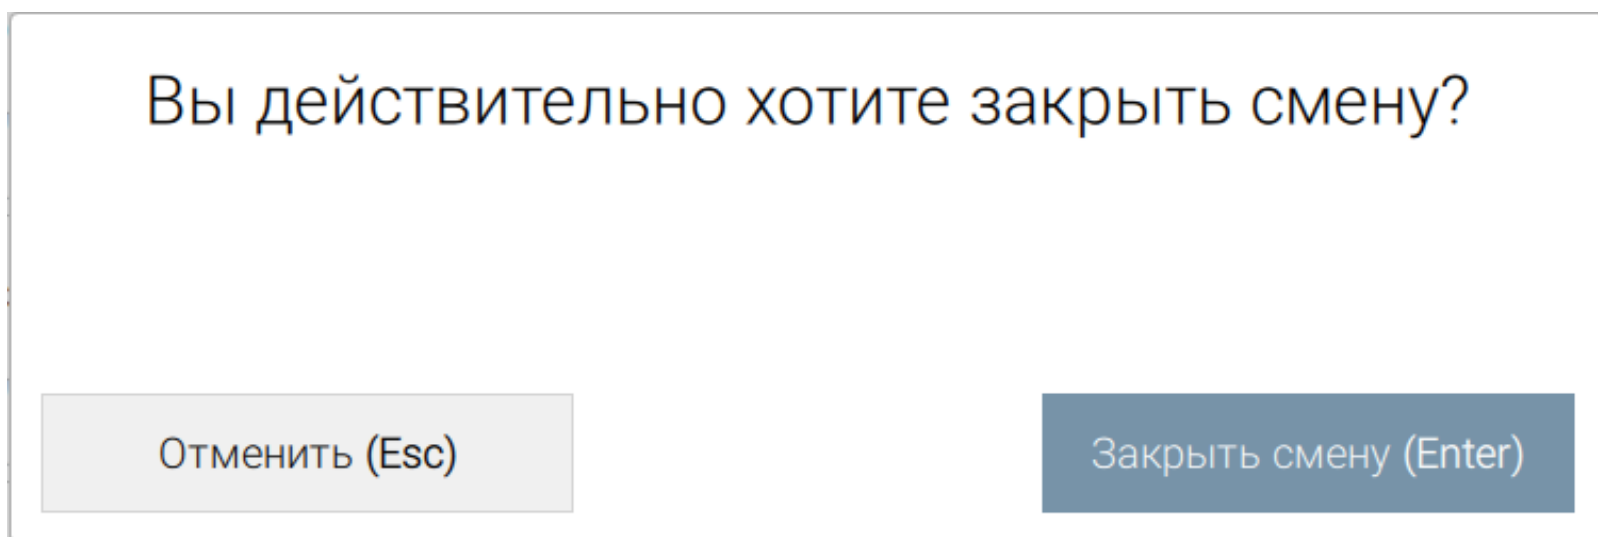 Вы действительно хотите закрыть смену?
Отменить (Esc)
Закрыть смену (Enter)